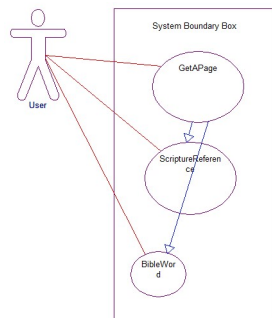 System Boundary Box
GetAPage
User
ScriptureReferen
ce
BibleWor
d